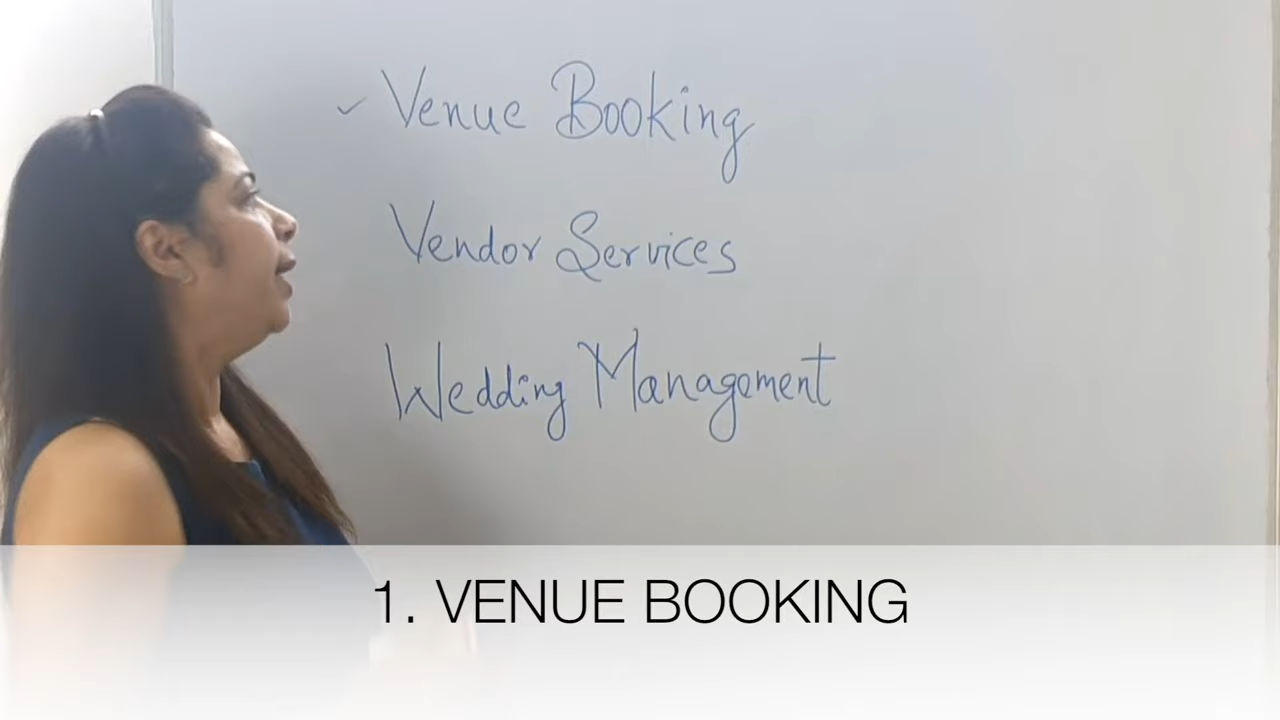 ✓ Venue Booking
Vendor Services
Wedding Management
1. VENUE BOOKING